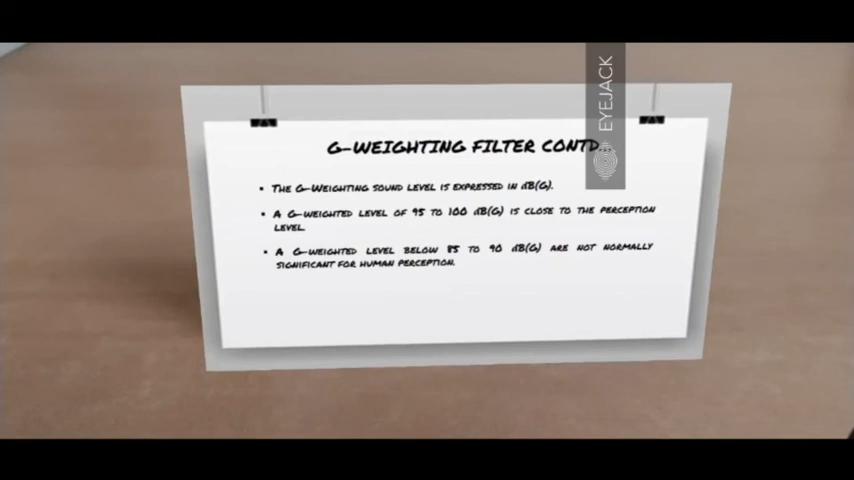 G-WEIGHTING FILTER CONTD...
• THE G-WEIGHTING SOUND LEVEL IS EXPRESSED IN dB(G).
• A G-WEIGHTED LEVEL OF 95 TO 100 dB(G) IS CLOSE TO THE PERCEPTION
LEVEL.
• A G-WEIGHTED LEVEL BELOW 85 TO 90 dB(G) ARE NOT NORMALLY
SIGNIFICANT FOR HUMAN PERCEPTION.
EYEJACK